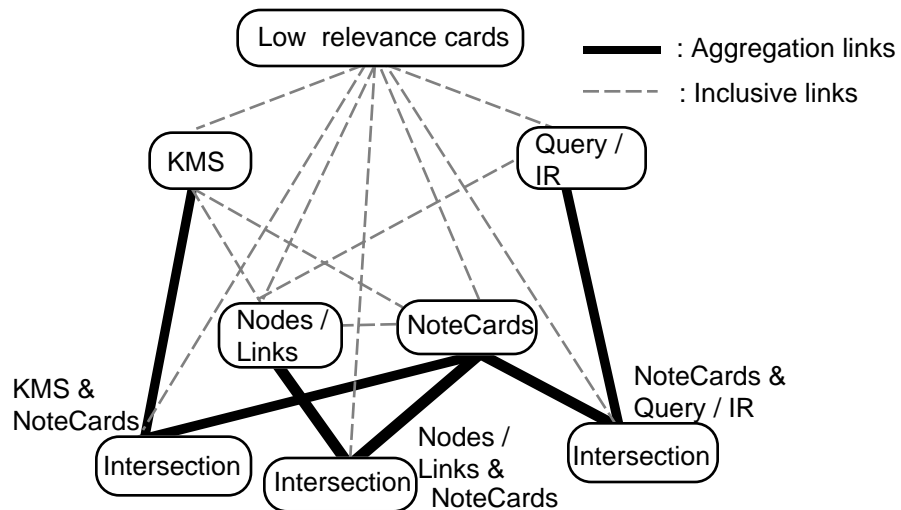 Low relevance cards
: Aggregation links
: Inclusive links
KMS
Query /
IR
Nodes /
Links
NoteCards
KMS &
NoteCards
NoteCards &
Query / IR
Intersection
Intersection
Nodes /
Links &
NoteCards
Intersection